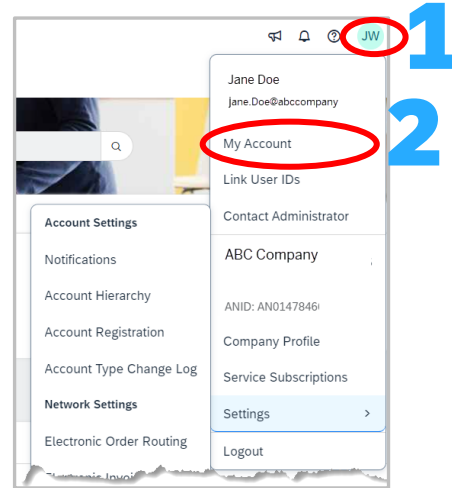 JW
1
Jane Doe
Jane.Doe@abccompany
2
My Account
Link User IDs
Contact Administrator
ABC Company
ANID: AN0147846
Company Profile
Service Subscriptions
Settings >
Logout
Account Settings
Notifications
Account Hierarchy
Account Registration
Account Type Change Log
Network Settings
Electronic Order Routing